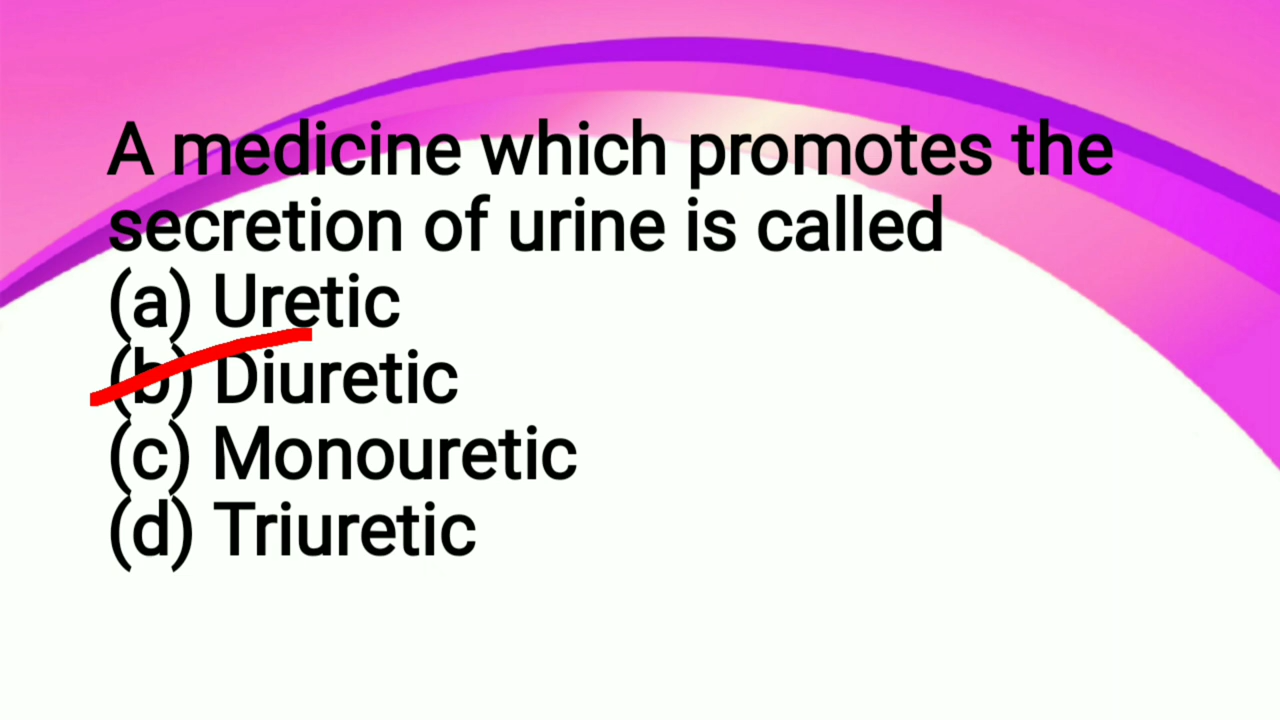 A medicine which promotes the
secretion of urine is called
(a) Uretic
(b) Diuretic
(c) Monouretic
(d) Triuretic